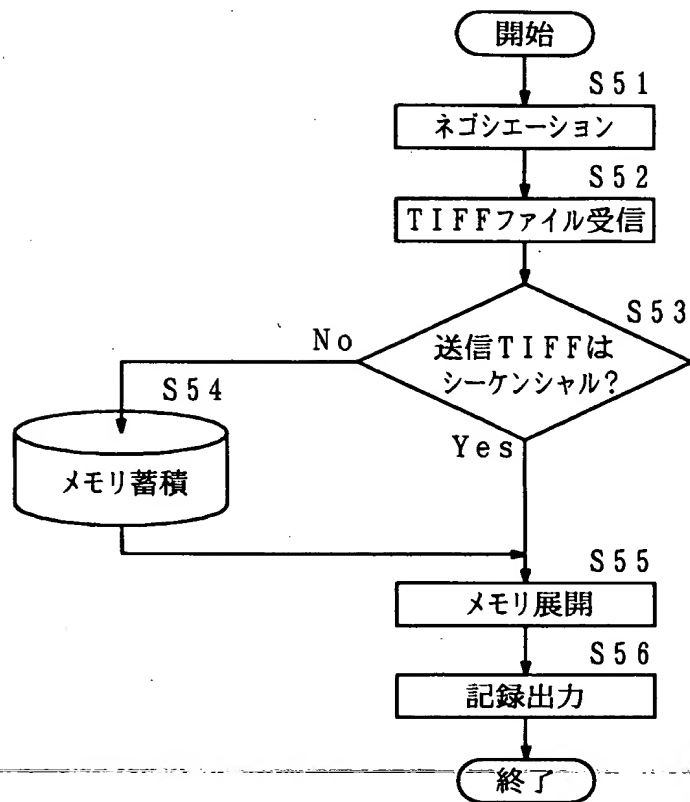 開始
S51
ネゴシエーション
S52
TIFFファイル受信
S53
送信TIFFは
シーケンシャル?
No
Yes
S54
メモリ蓄積
S55
メモリ展開
S56
記録出力
終了